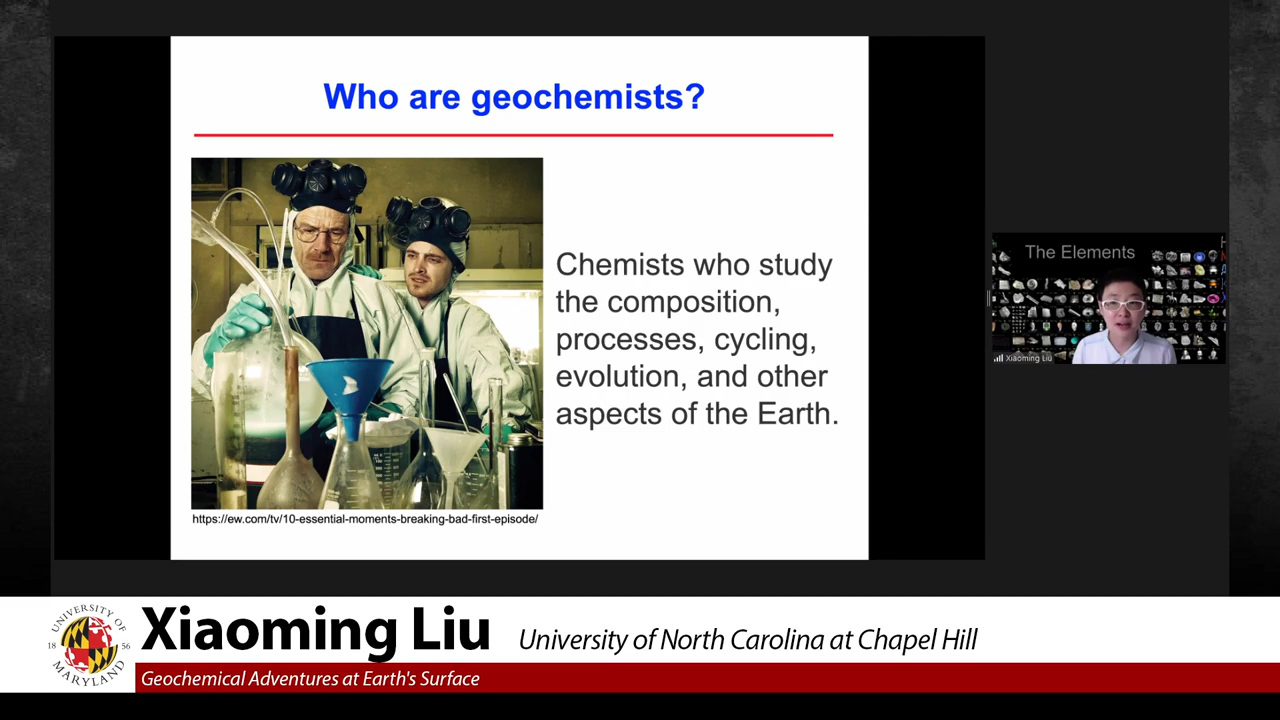 Who are geochemists?
Chemists who study
the composition,
processes, cycling,
evolution, and other
aspects of the Earth.
https://ew.com/tv/10-essential-moments-breaking-bad-first-episode/
The Elements
Xiaoming Liu
UNIVERSITY OF
18 56
MARYLAND
Xiaoming Liu
University of North Carolina at Chapel Hill
Geochemical Adventures at Earth's Surface